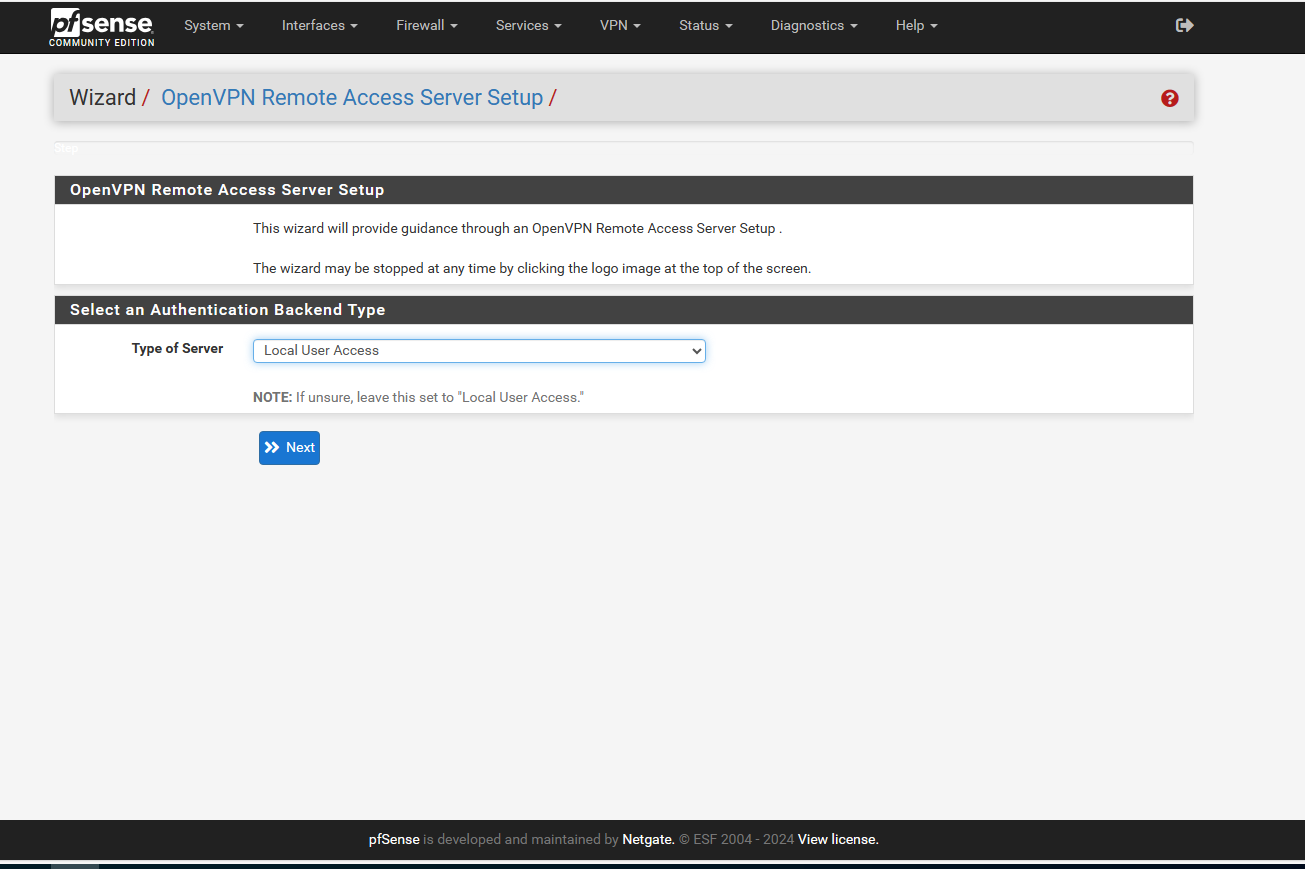 pfsense
COMMUNITY EDITION
System Interfaces Firewall Services VPN Status Diagnostics Help
Wizard / OpenVPN Remote Access Server Setup /
?
Step
OpenVPN Remote Access Server Setup
This wizard will provide guidance through an OpenVPN Remote Access Server Setup .
The wizard may be stopped at any time by clicking the logo image at the top of the screen.
Select an Authentication Backend Type
Type of Server Local User Access
NOTE: If unsure, leave this set to "Local User Access."
Next
pfSense is developed and maintained by Netgate. © ESF 2004 - 2024 View license.